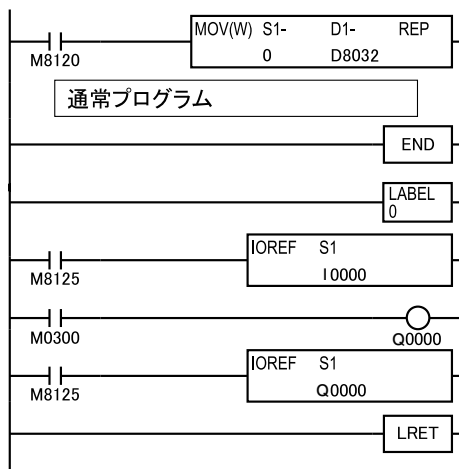 MOV(W) S1- D1- REP
0 D8032
M8120
通常プログラム
END
LABEL
0
IOREF S1
I0000
M8125
M0300
Q0000
IOREF S1
Q0000
M8125
LRET